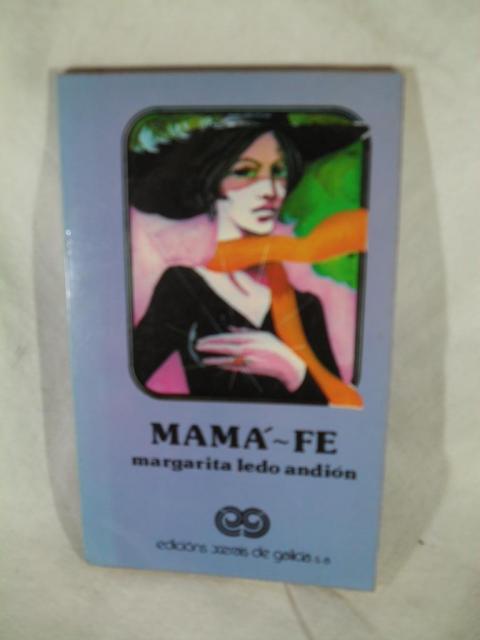 MAMÁ~FE
margarita ledo andión
edicións xerais de galicia s.a